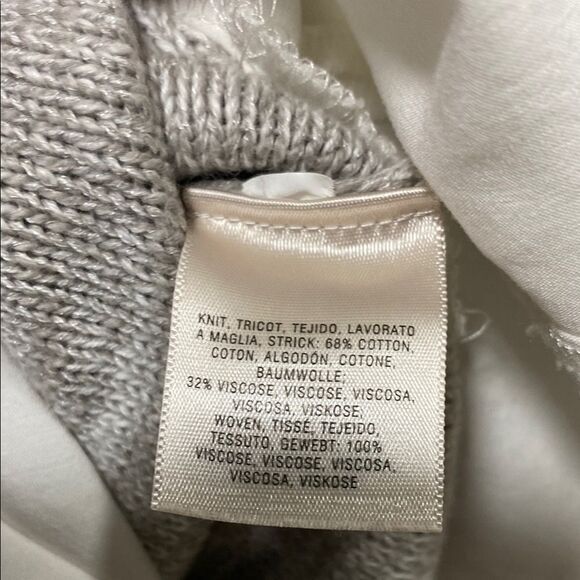 KNIT, TRICOT, TEJIDO, LAVORATO
A MAGLIA, STRICK: 68% COTTON,
COTON, ALGODÓN, COTONE,
BAUMWOLLE;
32% VISCOSE, VISCOSE, VISCOSA,
VISCOSA, VISKOSE;
WOVEN, TISSÉ, TEJEIDO,
TESSUTO, GEWEBT: 100%
VISCOSE, VISCOSE, VISCOSA,
VISCOSA, VISKOSE